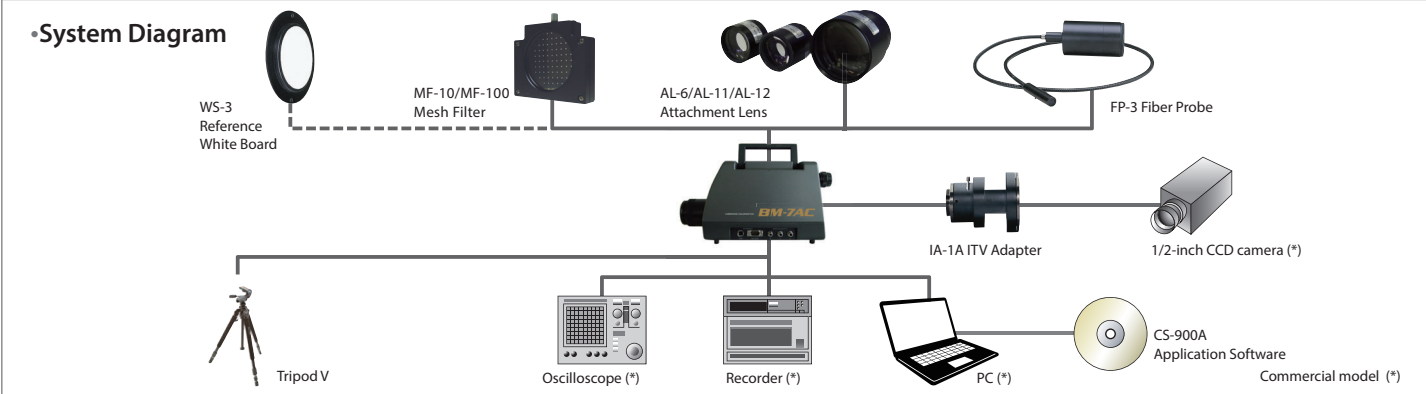 •System Diagram
WS-3
Reference
White Board
MF-10/MF-100
Mesh Filter
AL-6/AL-11/AL-12
Attachment Lens
FP-3 Fiber Probe
BM-7AC
IA-1A ITV Adapter
1/2-inch CCD camera (*)
Tripod V
Oscilloscope (*)
Recorder (*)
PC (*)
CS-900A
Application Software
Commercial model (*)